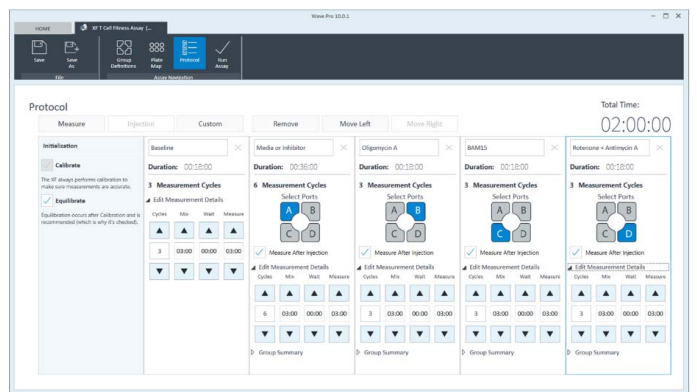 Wave Pro 10.0.1
HOME
XF T Cell Fitness Assay (...
Save
Save As
Group Definitions
Plate Map
Protocol
Run Assay
File
Assay Navigation
Protocol
Total Time:
02:00:00
Measure
Injection
Custom
Remove
Move Left
Move Right
Initialization
Calibrate
The XF always performs calibration to
make sure measurements are accurate.
Equilibrate
Equilibration occurs after Calibration and is
recommended (which is why it's checked).
Baseline
Duration: 00:18:00
3 Measurement Cycles
Edit Measurement Details
Cycles Mix Wait Measure
3 03:00 00:00 03:00
Media or Inhibitor
Duration: 00:36:00
6 Measurement Cycles
Select Ports
A B
C D
Measure After Injection
Edit Measurement Details
Cycles Mix Wait Measure
6 03:00 00:00 03:00
Group Summary
Oligomycin A
Duration: 00:18:00
3 Measurement Cycles
Select Ports
A B
C D
Measure After Injection
Edit Measurement Details
Cycles Mix Wait Measure
3 03:00 00:00 03:00
Group Summary
BAM15
Duration: 00:18:00
3 Measurement Cycles
Select Ports
A B
C D
Measure After Injection
Edit Measurement Details
Cycles Mix Wait Measure
3 03:00 00:00 03:00
Group Summary
Rotenone + Antimycin A
Duration: 00:18:00
3 Measurement Cycles
Select Ports
A B
C D
Measure After Injection
Edit Measurement Details
Cycles Mix Wait Measure
3 03:00 00:00 03:00
Group Summary